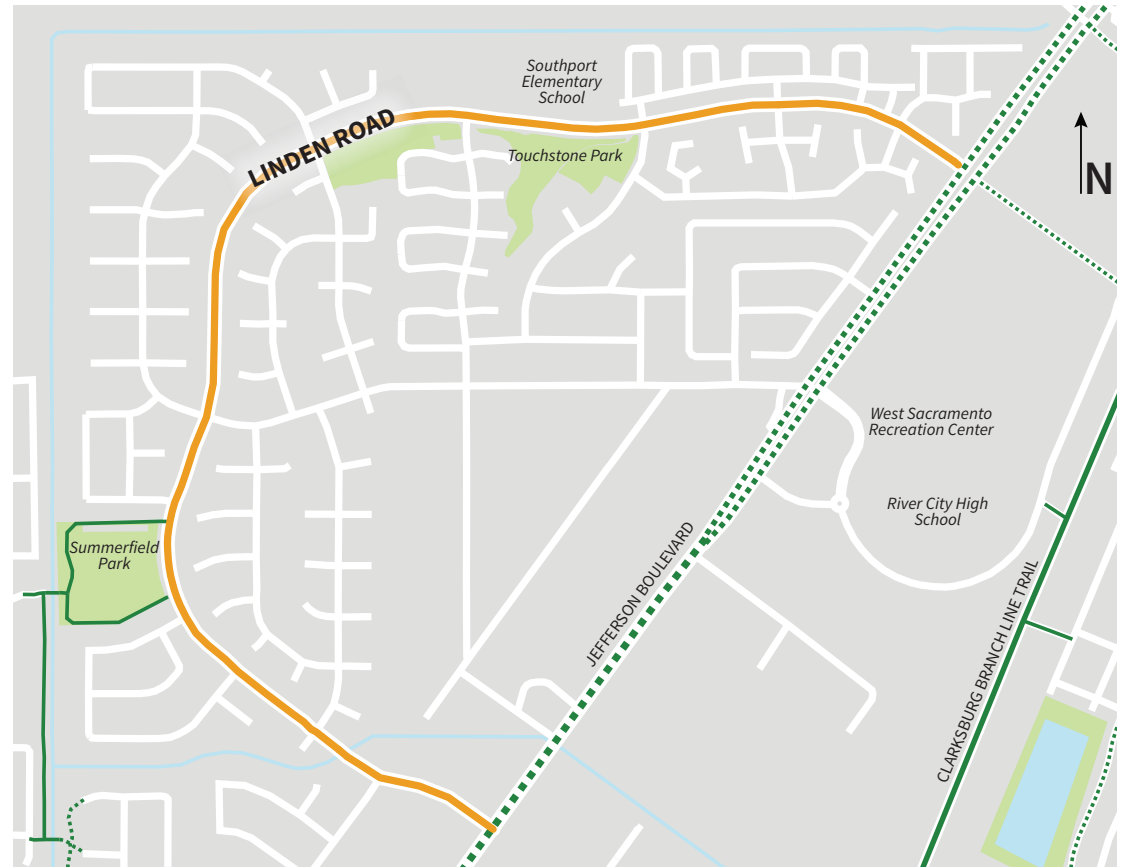 Southport
Elementary
School
LINDEN ROAD
Touchstone Park
N
West Sacramento
Recreation Center
River City High
School
Summerfield
Park
JEFFERSON BOULEVARD
CLARKSBURG BRANCH LINE TRAIL